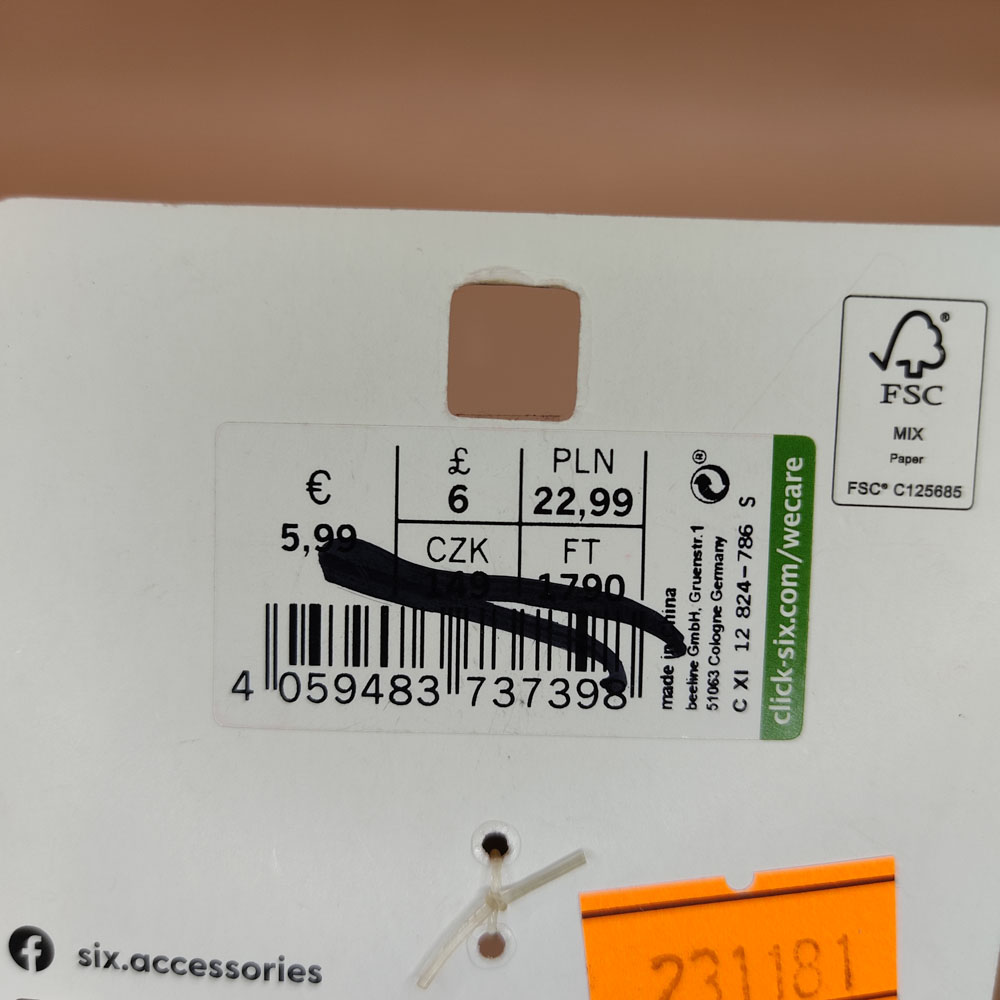 FSC®
MIX
Paper
FSC® C125685
€
5,99
£
6
PLN
22,99
CZK
149
FT
1790
4 059483 737398
made in China
beeline GmbH, Gruenstr.1
51063 Cologne Germany
C XI 12 824-786 S
click-six.com/wecare
six.accessories
231181